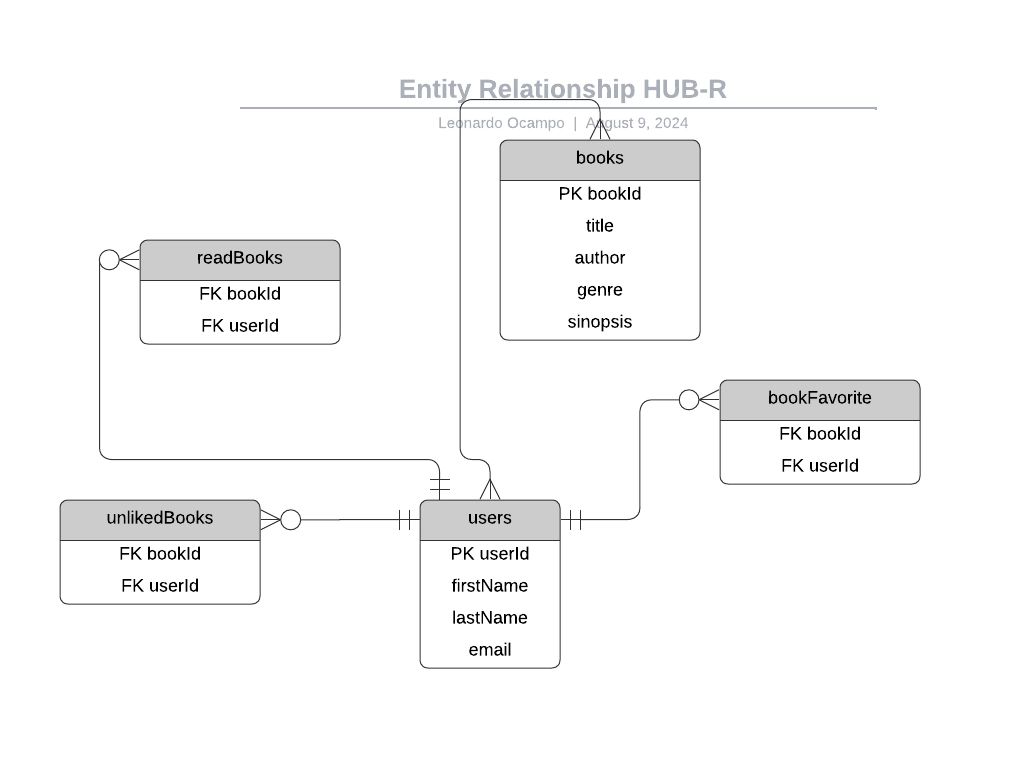 Entity Relationship HUB-R
Leonardo Ocampo | August 9, 2024
books
PK bookId
title
author
genre
sinopsis
readBooks
FK bookId
FK userId
bookFavorite
FK bookId
FK userId
unlikedBooks
FK bookId
FK userId
users
PK userId
firstName
lastName
email